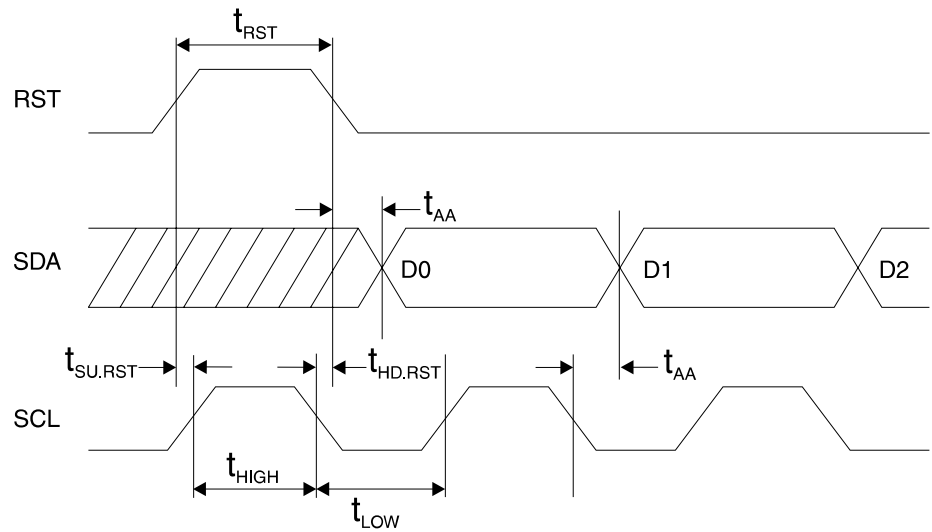 tRST
RST
tAA
SDA
D0
D1
D2
tSU.RST
tHD.RST
tAA
SCL
tHIGH
tLOW